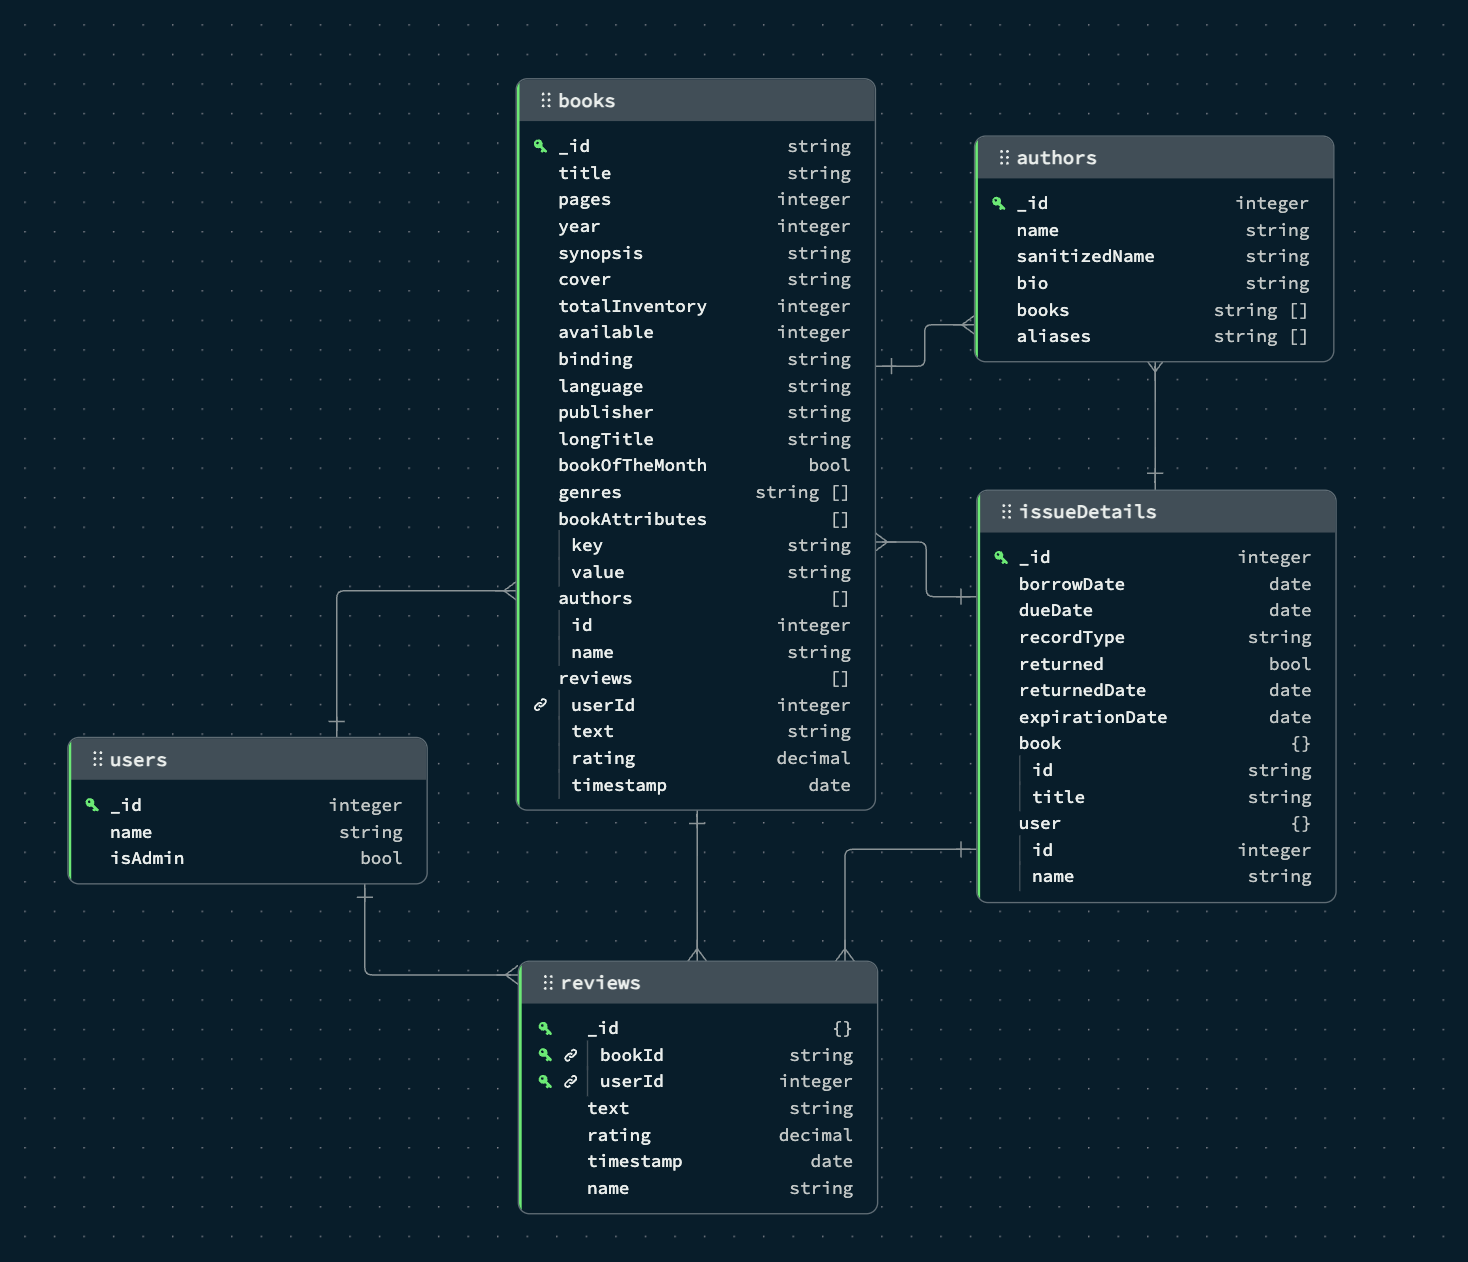 books
_id string
title string
pages integer
year integer
synopsis string
cover string
totalInventory integer
available integer
binding string
language string
publisher string
longTitle string
bookOfTheMonth bool
genres string []
bookAttributes []
key string
value string
authors []
id integer
name string
reviews []
userId integer
text string
rating decimal
timestamp date
authors
_id integer
name string
sanitizedName string
bio string
books string []
aliases string []
issueDetails
_id integer
borrowDate date
dueDate date
recordType string
returned bool
returnedDate date
expirationDate date
book {}
id string
title string
user {}
id integer
name string
users
_id integer
name string
isAdmin bool
reviews
_id {}
bookId string
userId integer
text string
rating decimal
timestamp date
name string